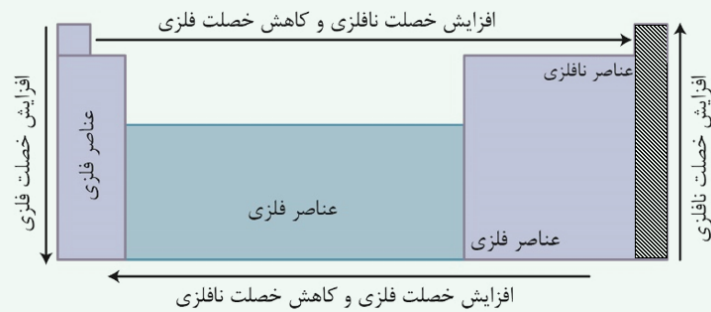 افزایش خصلت نافلزی و کاهش خصلت فلزی
افزایش خصلت نافلزی
عناصر نافلزی
عناصر فلزی
عناصر فلزی
عناصر فلزی
افزایش خصلت فلزی
افزایش خصلت فلزی و کاهش خصلت نافلزی